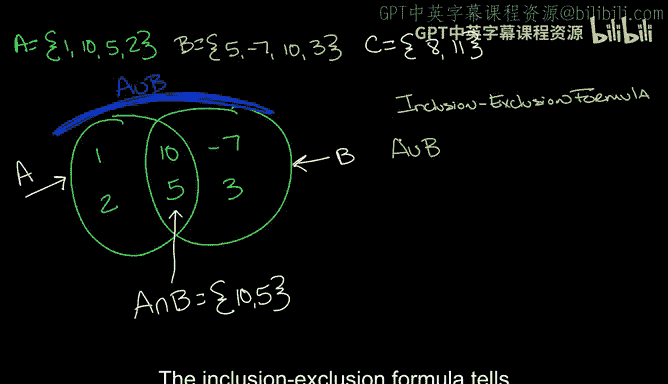 GPT中英字幕课程资源@bilibili.com
GPT中英字幕课程资源 bilibili
A={1,10,5,2} B={5,-7,10,3} C={8,11}
A∪B
Inclusion-Exclusion Formula
A∪B
1 10 -7
A B
2 5 3
A∩B={10,5}
The inclusion-exclusion formula tells